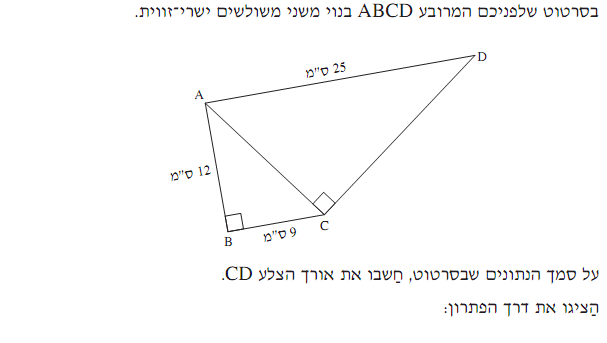 בסרטוט שלפניכם המרובע ABCD בנוי משני משולשים ישרי־זווית.
D
25 ס"מ
A
12 ס"מ
C
B
9 ס"מ
על סמך הנתונים שבסרטוט, חַשבו את אורך הצלע CD.
הַציגו את דרך הפתרון: